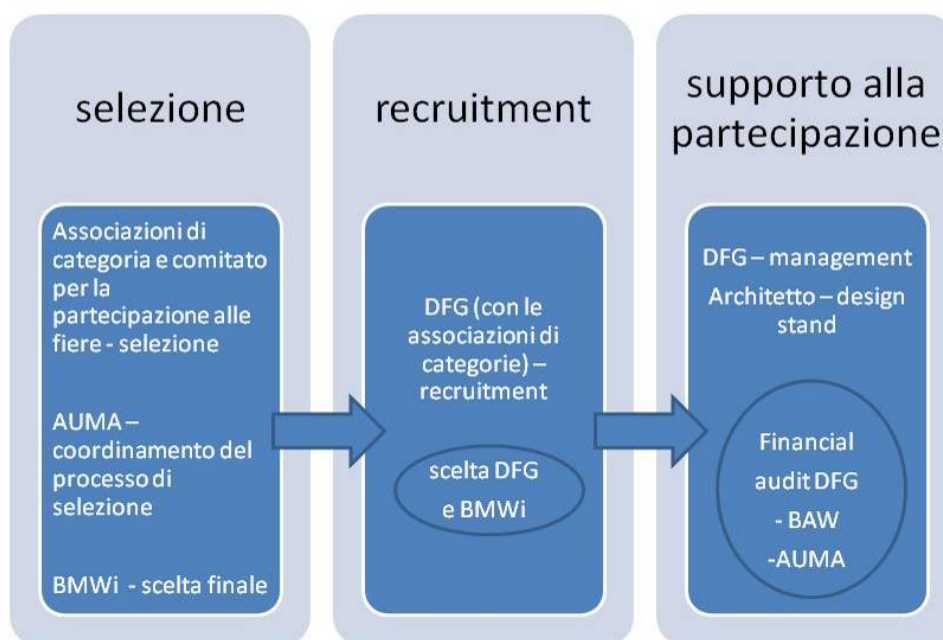 selezione
Associazioni di
categoria e comitato
per la
partecipazione alle
fiere - selezione
AUMA –
coordinamento del
processo di
selezione
BMWi - scelta finale
recruitment
DFG (con le
associazioni di
categorie) –
recruitment
scelta DFG
e BMWi
supporto alla
partecipazione
DFG – management
Architetto – design
stand
Financial
audit DFG
- BAW
-AUMA